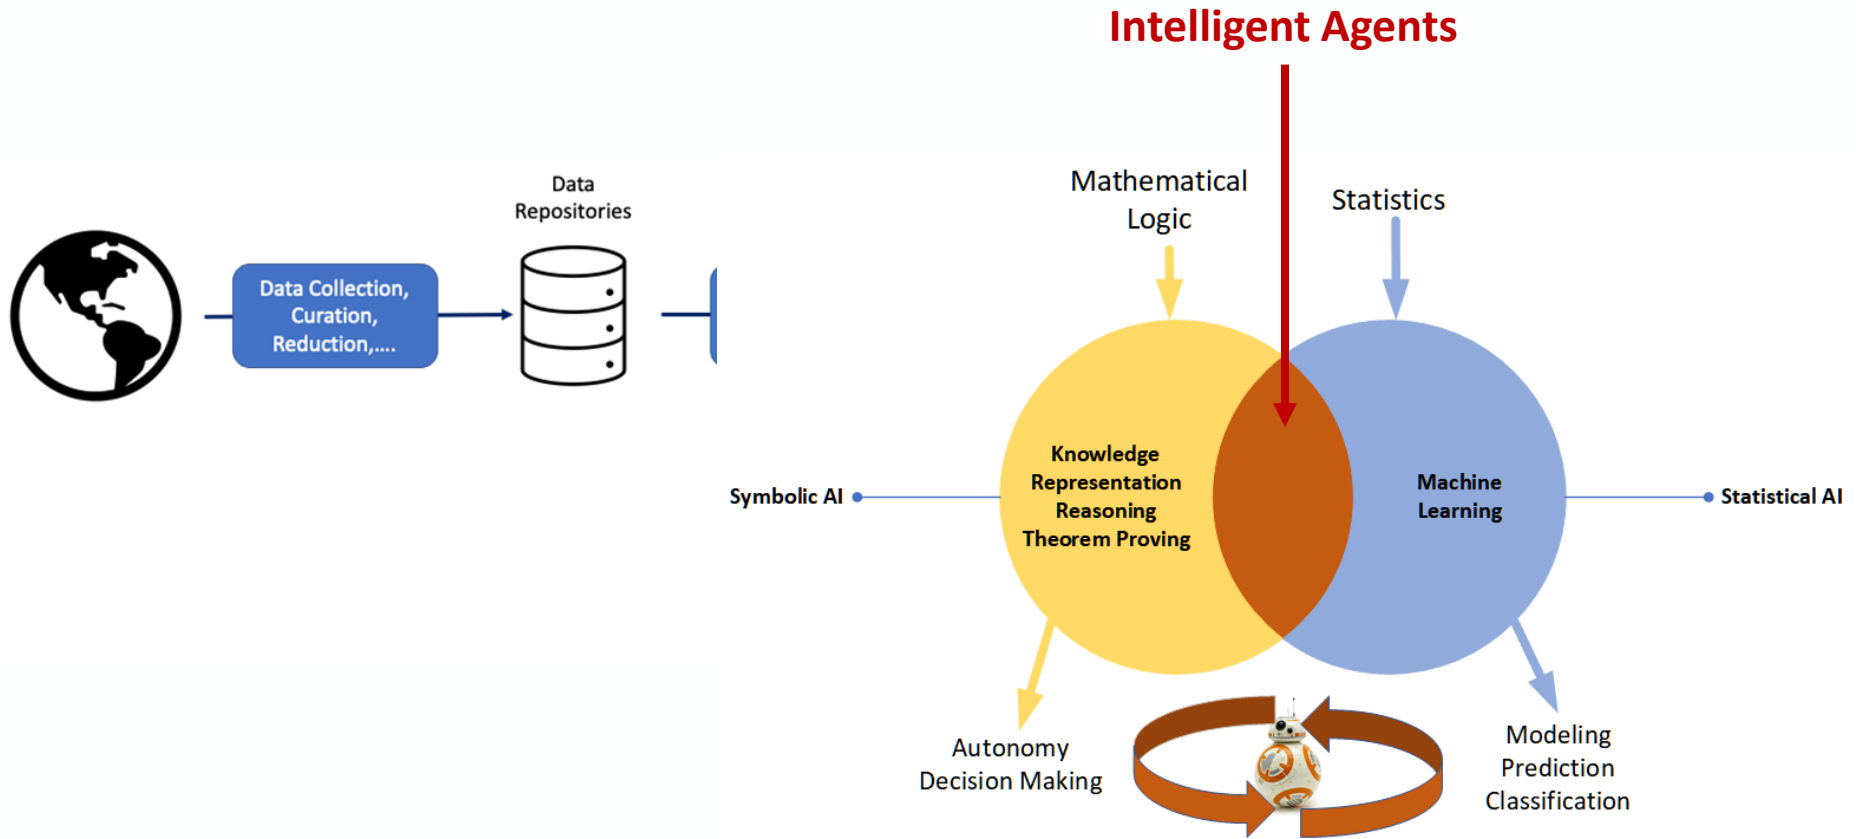 Intelligent Agents
Mathematical
Logic
Statistics
Data
Repositories
Data Collection,
Curation,
Reduction,....
Knowledge
Representation
Reasoning
Theorem Proving
Machine
Learning
Symbolic AI
Statistical AI
Autonomy
Decision Making
Modeling
Prediction
Classification